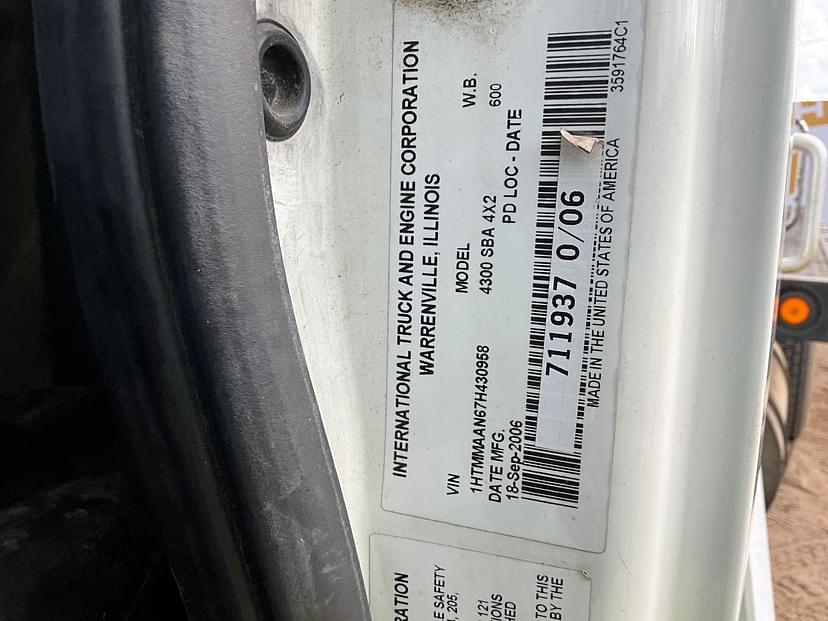 INTERNATIONAL TRUCK AND ENGINE CORPORATION
WARRENVILLE, ILLINOIS
VIN MODEL W.B.
1HTMMAAN67H430958 4300 SBA 4X2 600
DATE MFG. PD LOC - DATE
18-Sep-2006
711937 0/06
MADE IN THE UNITED STATES OF AMERICA 3591764C1
RATION
E SAFETY
, 205,
121
IONS
HED
TO THIS
BY THE